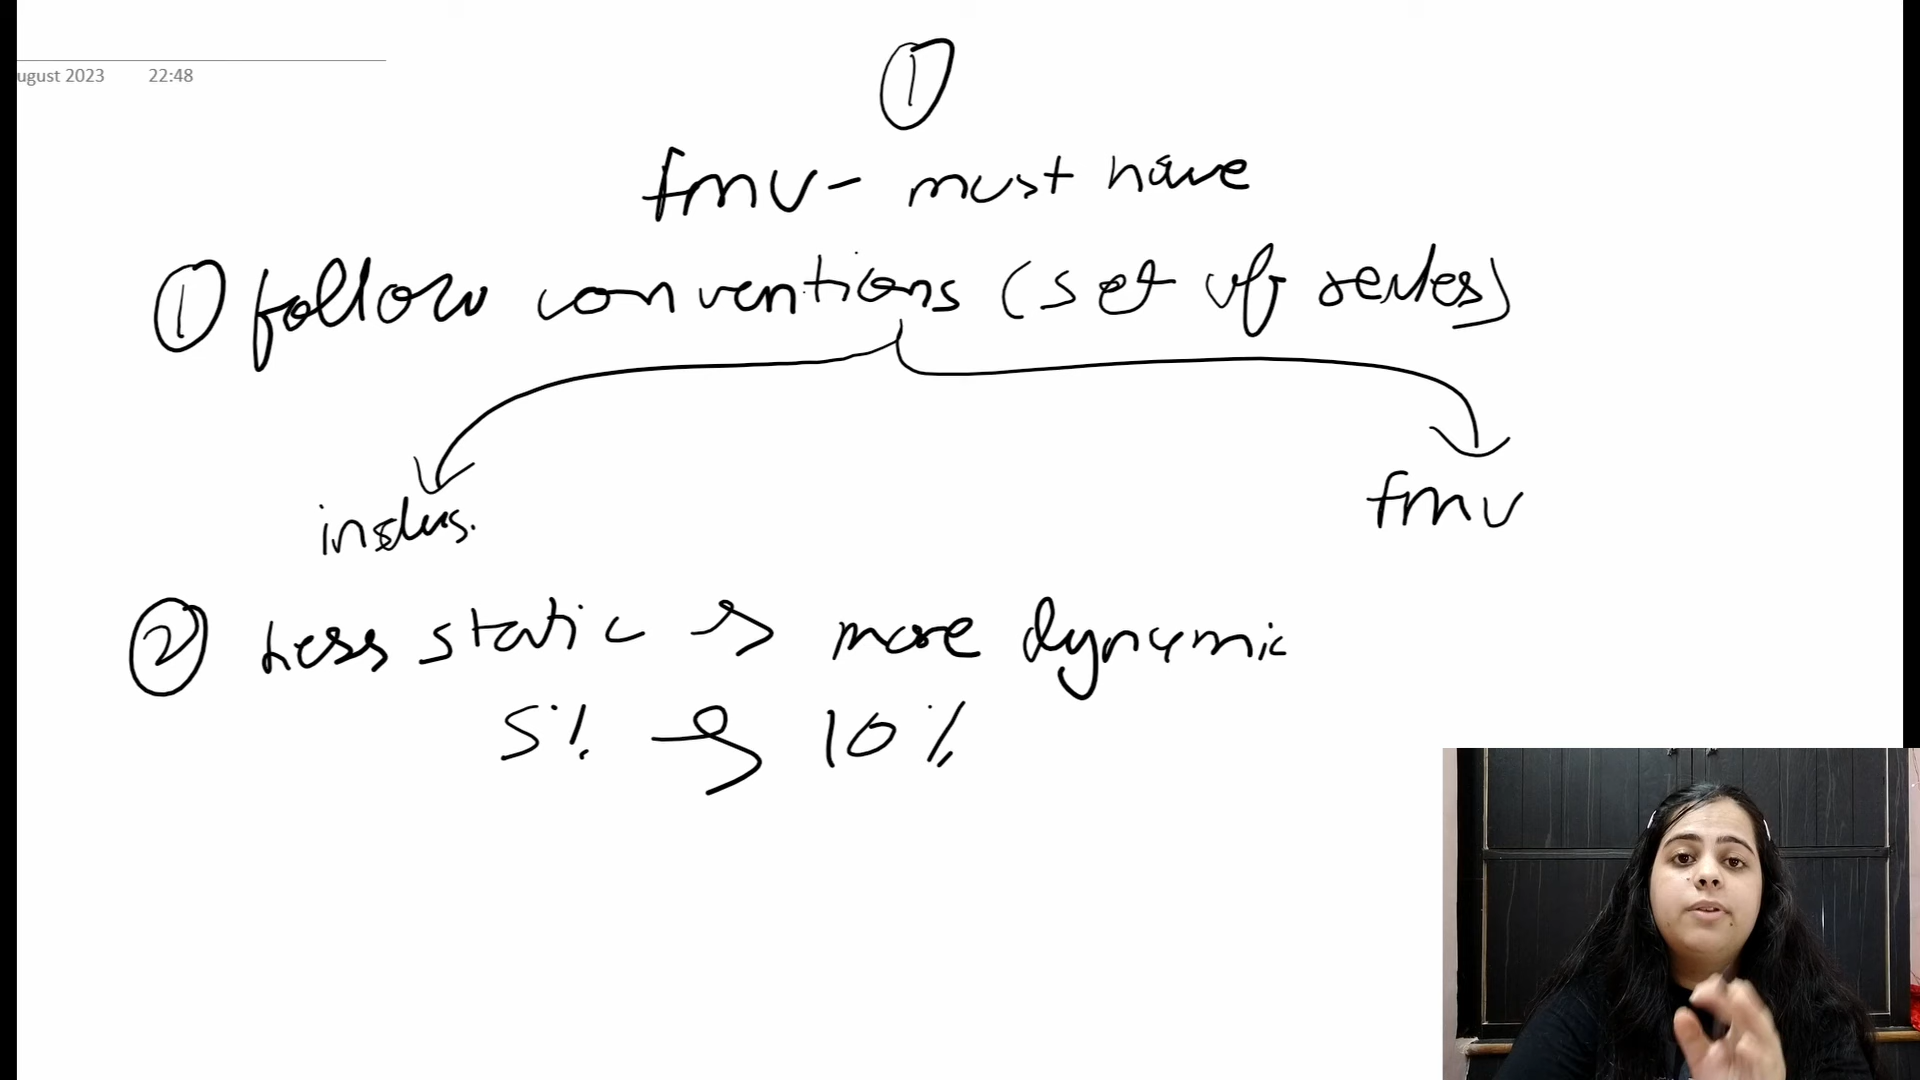 ugust 2023 22:48
①
fmv - must have
① follow conventions (set of rules)
indus. fmv
② Less static → more dynamic
5% → 10%